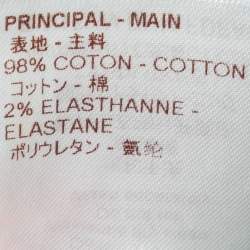 PRINCIPAL - MAIN
表地 - 主料
98% COTON - COTTON
コットン - 棉
2% ELASTHANNE -
ELASTANE
ポリウレタン - 氨纶